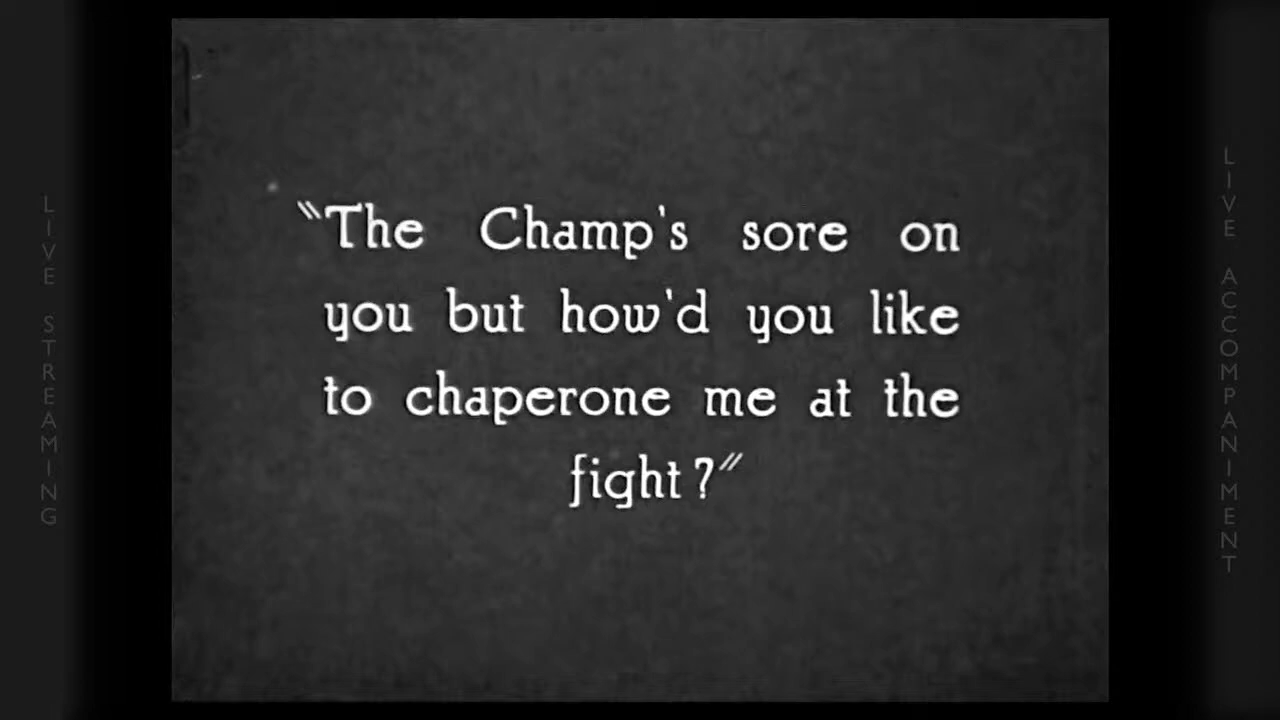 "The Champ's sore on
you but how'd you like
to chaperone me at the
fight?"
LIVE STREAMING
LIVE ACCOMPANIMENT